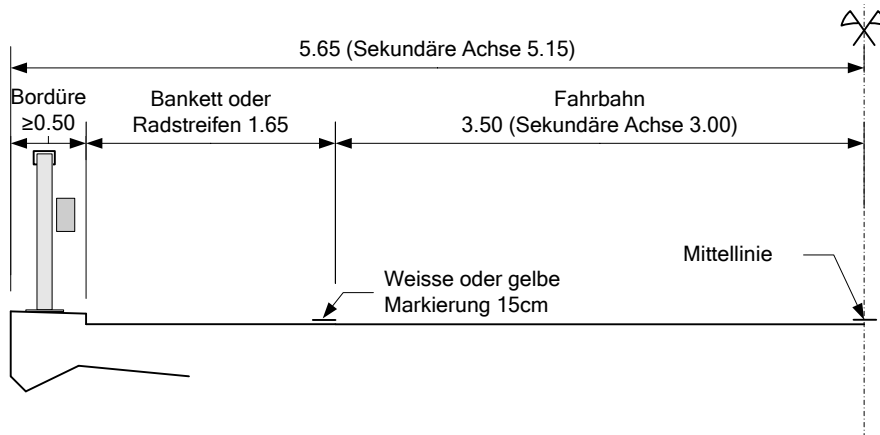 5.65 (Sekundäre Achse 5.15)
Bordüre
≥0.50
Bankett oder
Radstreifen 1.65
Fahrbahn
3.50 (Sekundäre Achse 3.00)
Weisse oder gelbe
Markierung 15cm
Mittellinie